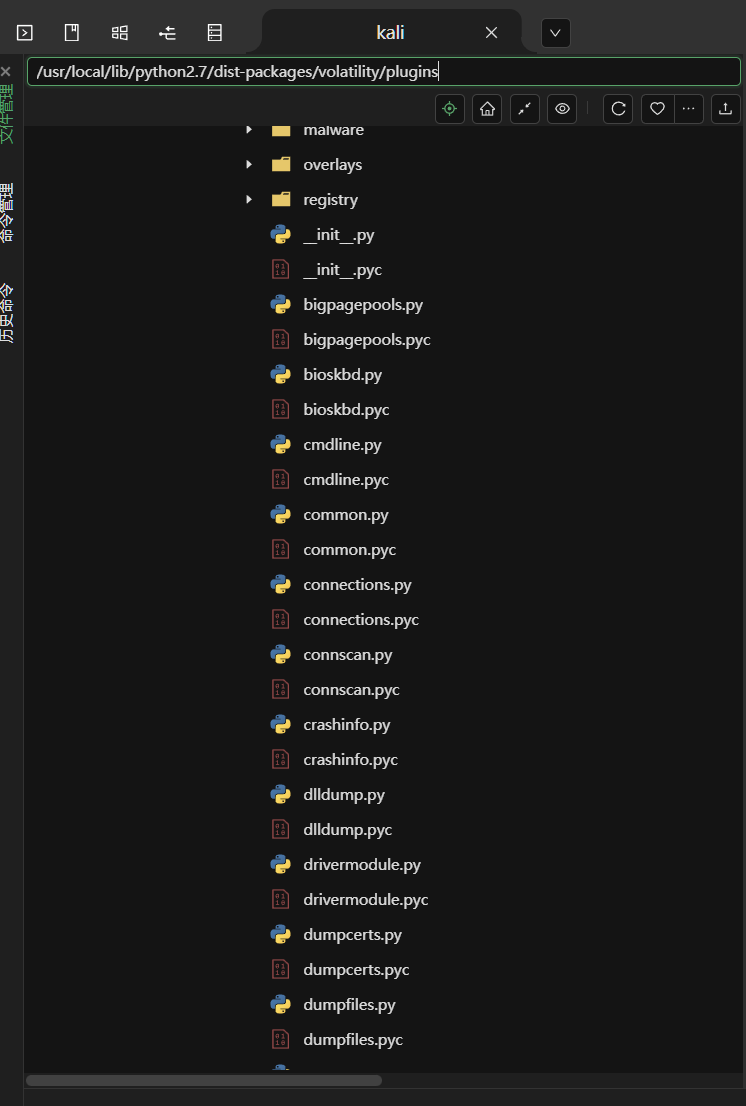 kali
/usr/local/lib/python2.7/dist-packages/volatility/plugins
文件管理
命令管理
历史命令
malware
overlays
registry
__init__.py
__init__.pyc
bigpagepools.py
bigpagepools.pyc
bioskbd.py
bioskbd.pyc
cmdline.py
cmdline.pyc
common.py
common.pyc
connections.py
connections.pyc
connscan.py
connscan.pyc
crashinfo.py
crashinfo.pyc
dlldump.py
dlldump.pyc
drivermodule.py
drivermodule.pyc
dumpcerts.py
dumpcerts.pyc
dumpfiles.py
dumpfiles.pyc